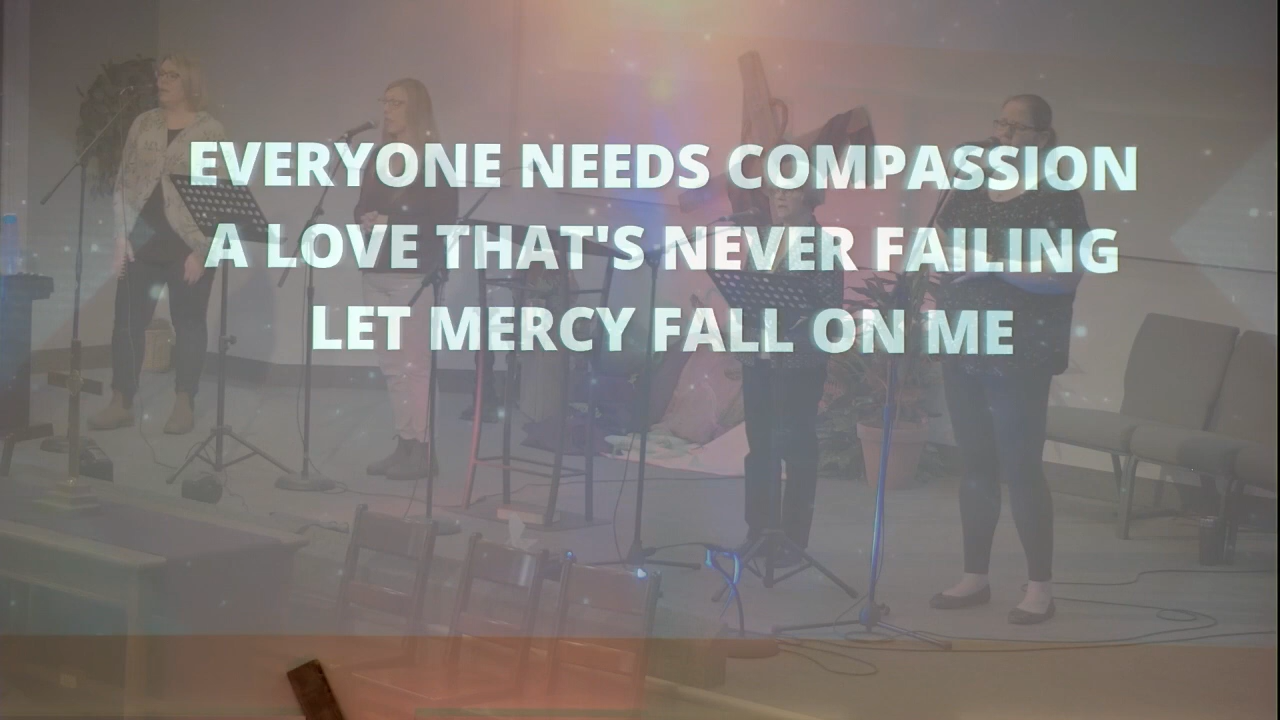 EVERYONE NEEDS COMPASSION
A LOVE THAT'S NEVER FAILING
LET MERCY FALL ON ME